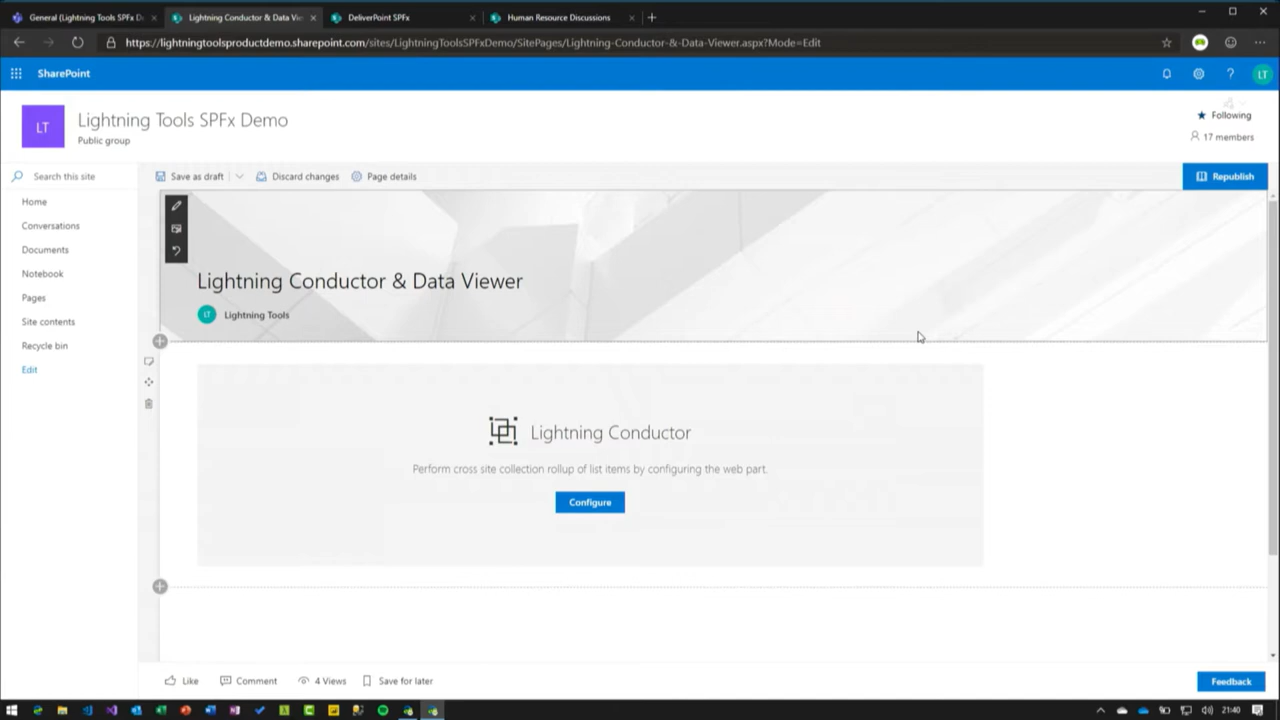 General (Lightning Tools SPFx D
Lightning Conductor & Data Vie
DeliverPoint SPFx
Human Resource Discussions
https://lightningtoolsproductdemo.sharepoint.com/sites/LightningToolsSPFxDemo/SitePages/Lightning-Conductor-&-Data-Viewer.aspx?Mode=Edit
SharePoint
?
LT
LT
Lightning Tools SPFx Demo
Public group
Following
17 members
Search this site
Save as draft
Discard changes
Page details
Republish
Home
Conversations
Documents
Notebook
Pages
Site contents
Recycle bin
Edit
Lightning Conductor & Data Viewer
LT
Lightning Tools
Lightning Conductor
Perform cross site collection rollup of list items by configuring the web part.
Configure
Like
Comment
4 Views
Save for later
Feedback
21:40